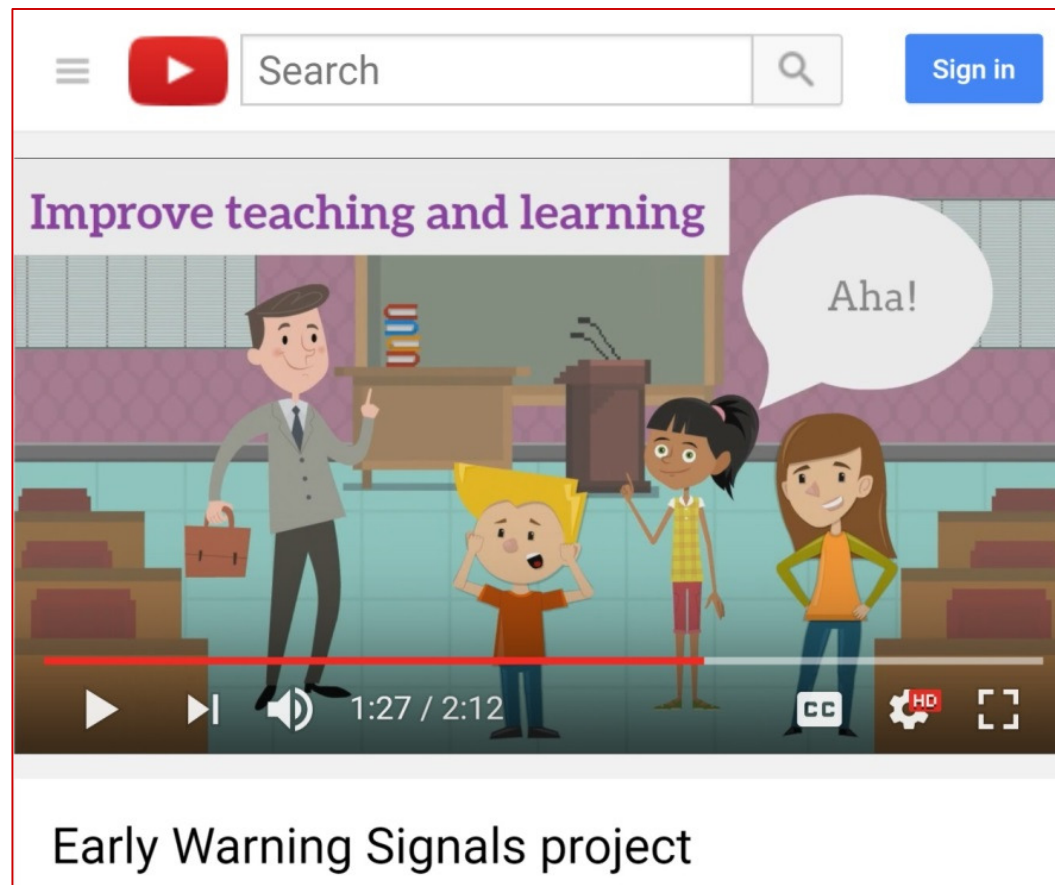 Search
Sign in
Improve teaching and learning
Aha!
1:27 / 2:12
CC
HD
Early Warning Signals project